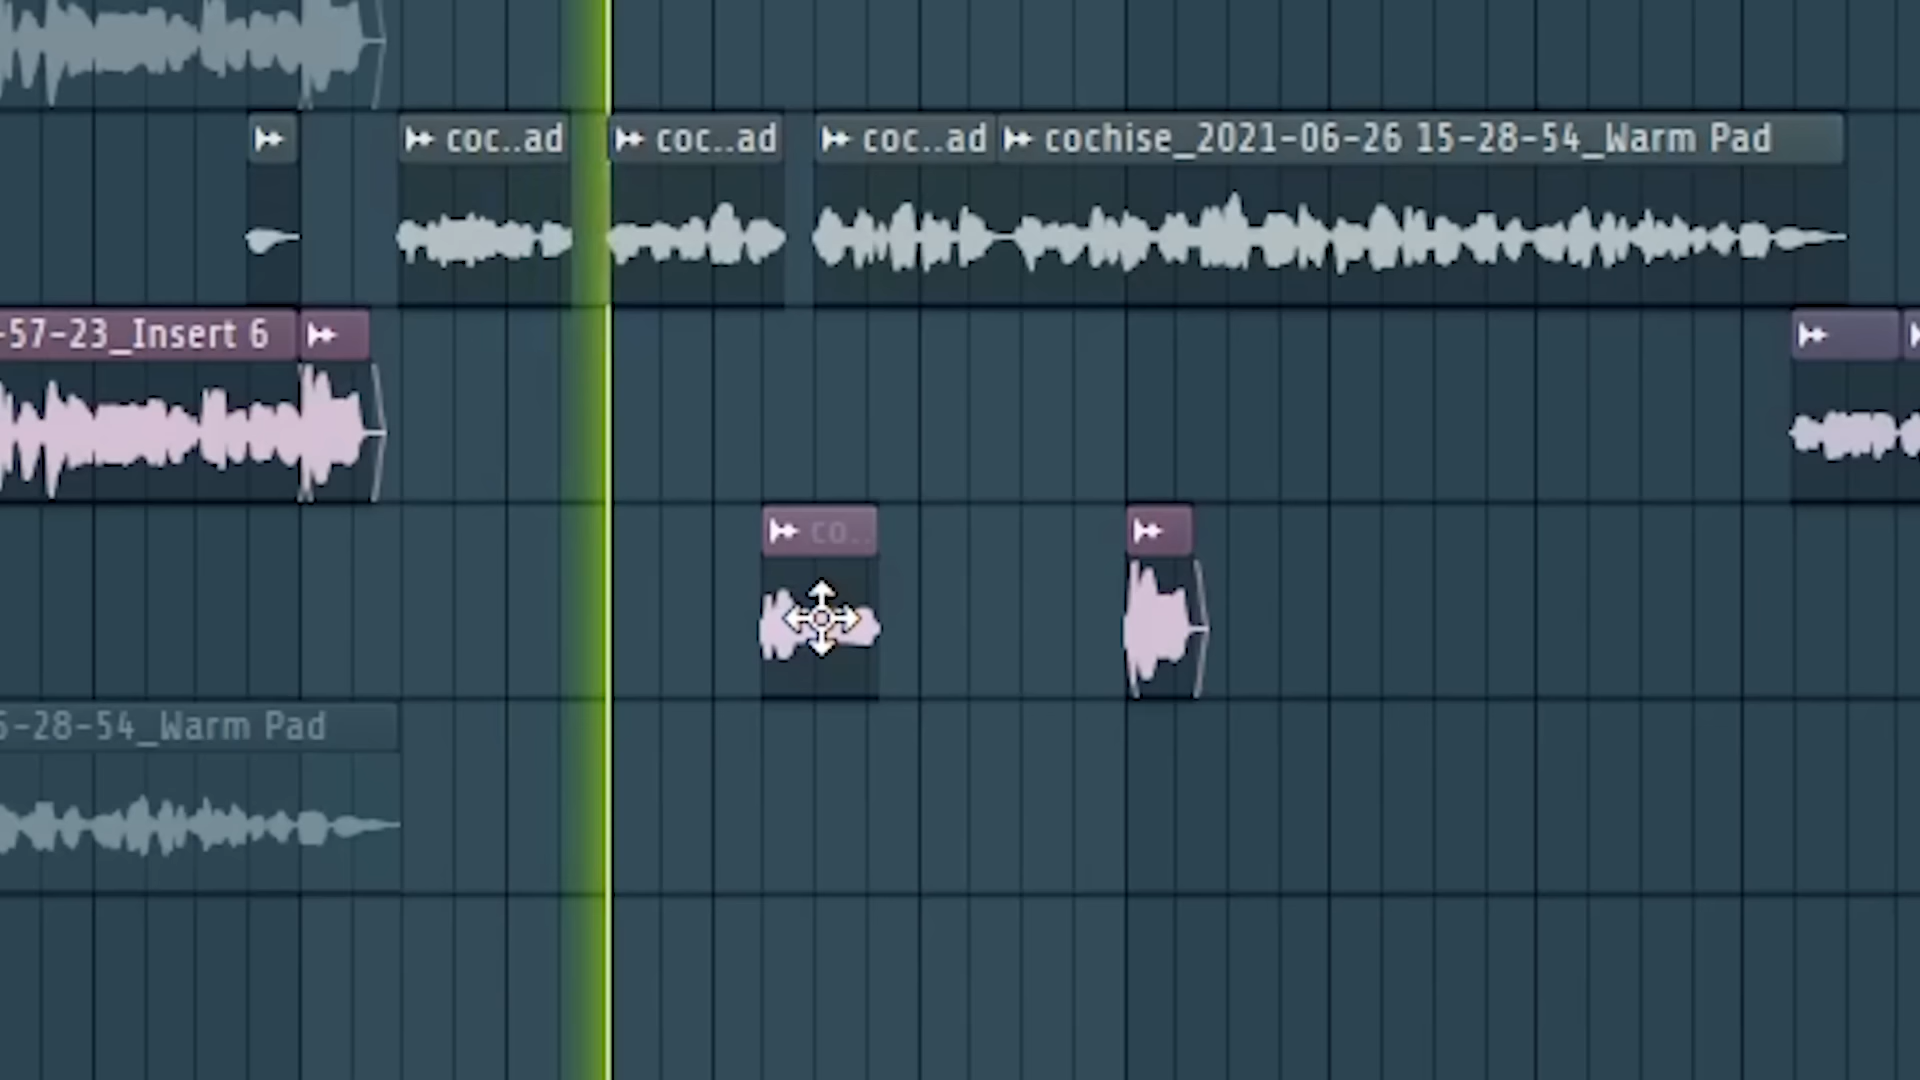 coc..ad coc..ad coc..ad cochise_2021-06-26 15-28-54_Warm Pad
-57-23_Insert 6
co..
5-28-54_Warm Pad